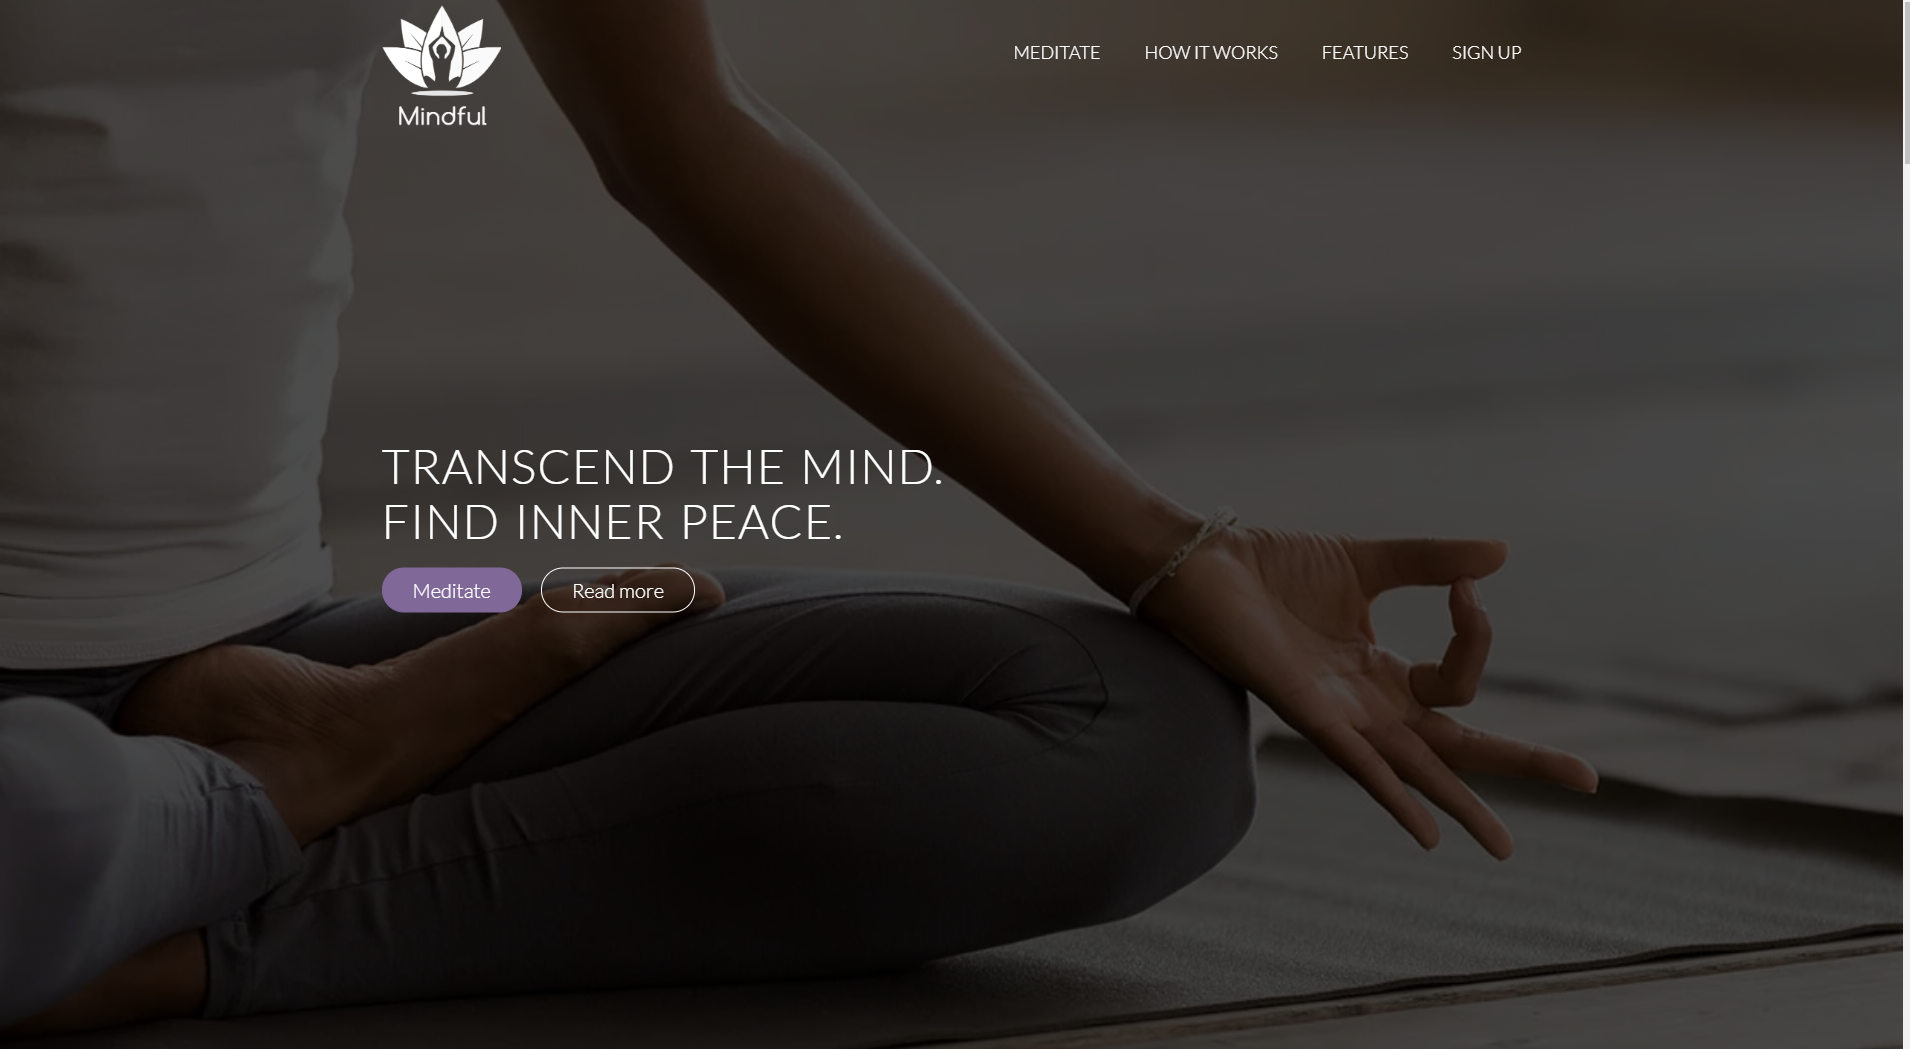 Mindful
MEDITATE HOW IT WORKS FEATURES SIGN UP
TRANSCEND THE MIND.
FIND INNER PEACE.
Meditate Read more